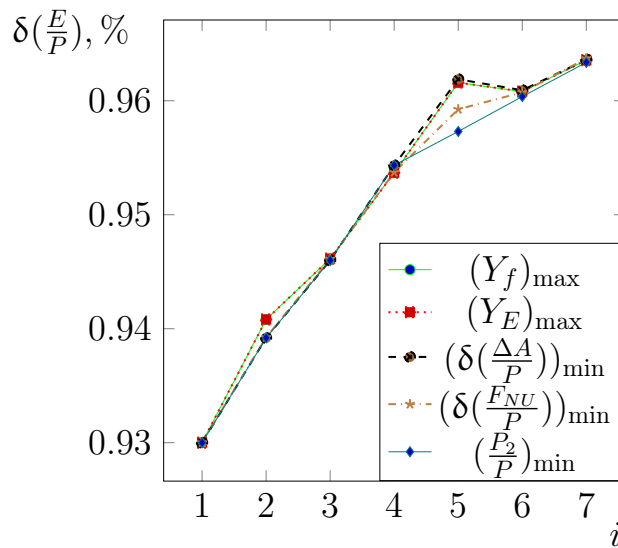 δ(E/P), %
0.96
0.95
0.94
0.93
(Y_f)_max
(Y_E)_max
(δ(ΔA/P))_min
(δ(F_NU/P))_min
(P_2/P)_min
1 2 3 4 5 6 7
i